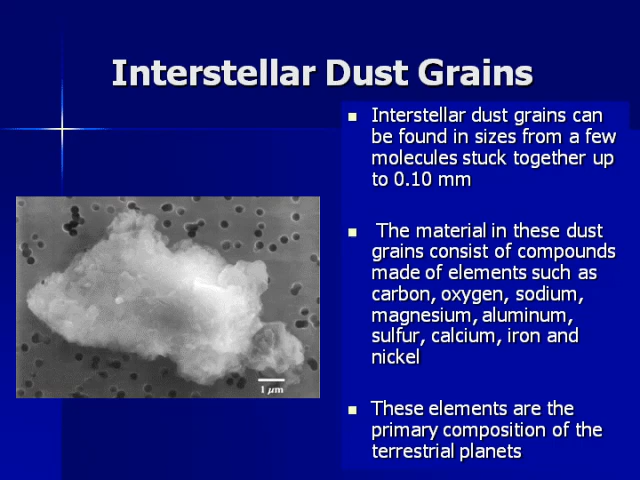 Interstellar Dust Grains
Interstellar dust grains can
be found in sizes from a few
molecules stuck together up
to 0.10 mm
The material in these dust
grains consist of compounds
made of elements such as
carbon, oxygen, sodium,
magnesium, aluminum,
sulfur, calcium, iron and
nickel
These elements are the
primary composition of the
terrestrial planets
1 µm